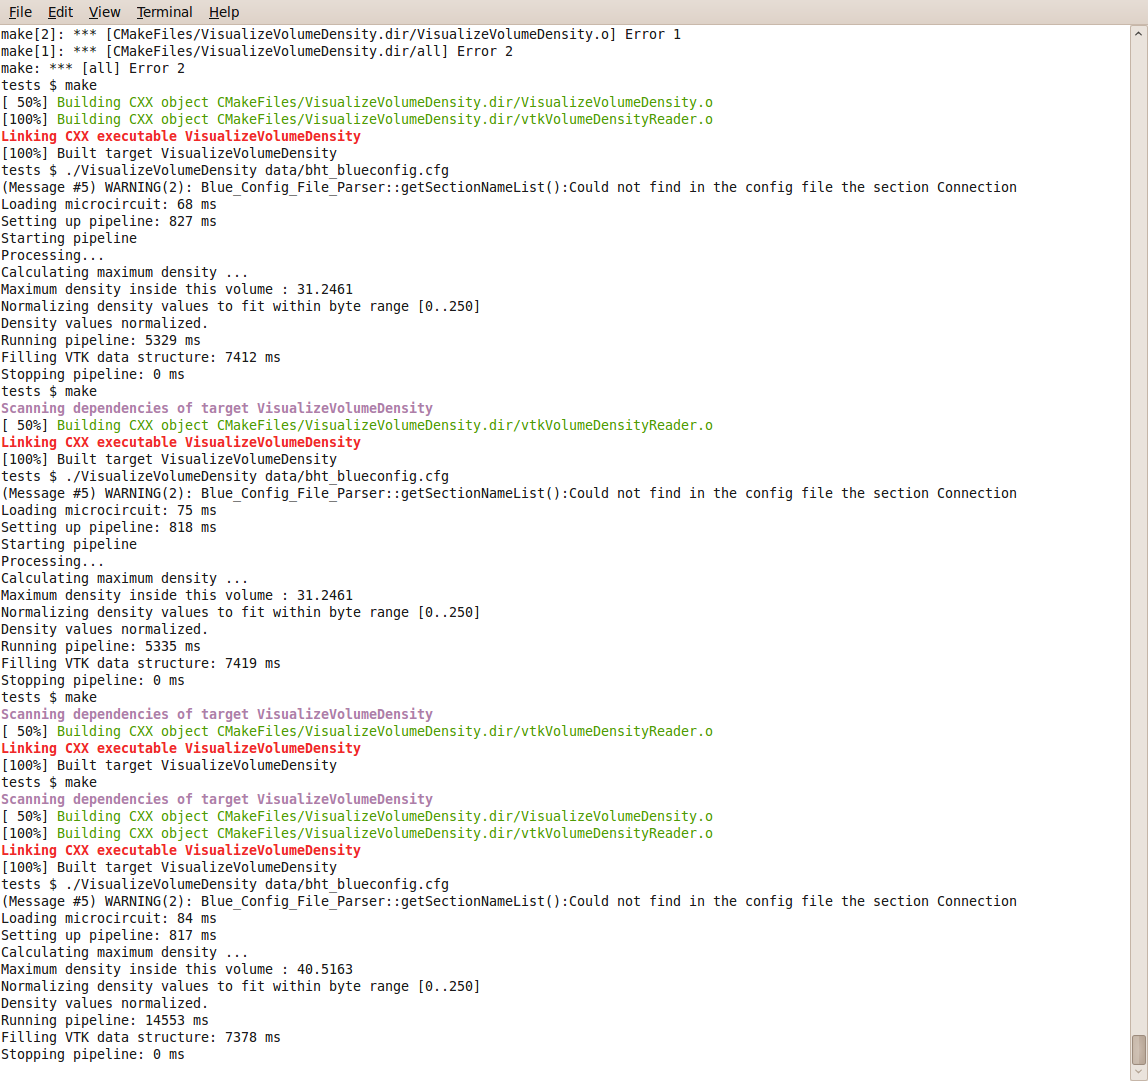 File Edit View Terminal Help
make[2]: *** [CMakeFiles/VisualizeVolumeDensity.dir/VisualizeVolumeDensity.o] Error 1
make[1]: *** [CMakeFiles/VisualizeVolumeDensity.dir/all] Error 2
make: *** [all] Error 2
tests $ make
[ 50%] Building CXX object CMakeFiles/VisualizeVolumeDensity.dir/VisualizeVolumeDensity.o
[100%] Building CXX object CMakeFiles/VisualizeVolumeDensity.dir/vtkVolumeDensityReader.o
Linking CXX executable VisualizeVolumeDensity
[100%] Built target VisualizeVolumeDensity
tests $ ./VisualizeVolumeDensity data/bht_blueconfig.cfg
(Message #5) WARNING(2): Blue_Config_File_Parser::getSectionNameList():Could not find in the config file the section Connection
Loading microcircuit: 68 ms
Setting up pipeline: 827 ms
Starting pipeline
Processing...
Calculating maximum density ...
Maximum density inside this volume : 31.2461
Normalizing density values to fit within byte range [0..250]
Density values normalized.
Running pipeline: 5329 ms
Filling VTK data structure: 7412 ms
Stopping pipeline: 0 ms
tests $ make
Scanning dependencies of target VisualizeVolumeDensity
[ 50%] Building CXX object CMakeFiles/VisualizeVolumeDensity.dir/vtkVolumeDensityReader.o
Linking CXX executable VisualizeVolumeDensity
[100%] Built target VisualizeVolumeDensity
tests $ ./VisualizeVolumeDensity data/bht_blueconfig.cfg
(Message #5) WARNING(2): Blue_Config_File_Parser::getSectionNameList():Could not find in the config file the section Connection
Loading microcircuit: 75 ms
Setting up pipeline: 818 ms
Starting pipeline
Processing...
Calculating maximum density ...
Maximum density inside this volume : 31.2461
Normalizing density values to fit within byte range [0..250]
Density values normalized.
Running pipeline: 5335 ms
Filling VTK data structure: 7419 ms
Stopping pipeline: 0 ms
tests $ make
Scanning dependencies of target VisualizeVolumeDensity
[ 50%] Building CXX object CMakeFiles/VisualizeVolumeDensity.dir/vtkVolumeDensityReader.o
Linking CXX executable VisualizeVolumeDensity
[100%] Built target VisualizeVolumeDensity
tests $ make
Scanning dependencies of target VisualizeVolumeDensity
[ 50%] Building CXX object CMakeFiles/VisualizeVolumeDensity.dir/VisualizeVolumeDensity.o
[100%] Building CXX object CMakeFiles/VisualizeVolumeDensity.dir/vtkVolumeDensityReader.o
Linking CXX executable VisualizeVolumeDensity
[100%] Built target VisualizeVolumeDensity
tests $ ./VisualizeVolumeDensity data/bht_blueconfig.cfg
(Message #5) WARNING(2): Blue_Config_File_Parser::getSectionNameList():Could not find in the config file the section Connection
Loading microcircuit: 84 ms
Setting up pipeline: 817 ms
Calculating maximum density ...
Maximum density inside this volume : 40.5163
Normalizing density values to fit within byte range [0..250]
Density values normalized.
Running pipeline: 14553 ms
Filling VTK data structure: 7378 ms
Stopping pipeline: 0 ms